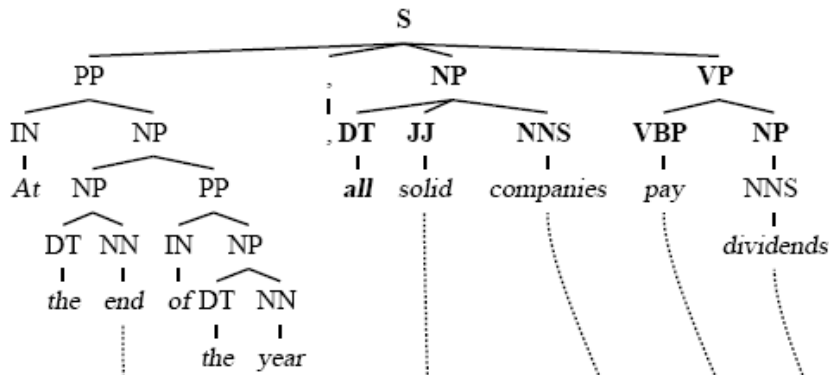 S
PP , NP VP
IN NP , DT JJ NNS VBP NP
At NP PP all solid companies pay NNS
DT NN IN NP dividends
the end of DT NN
the year